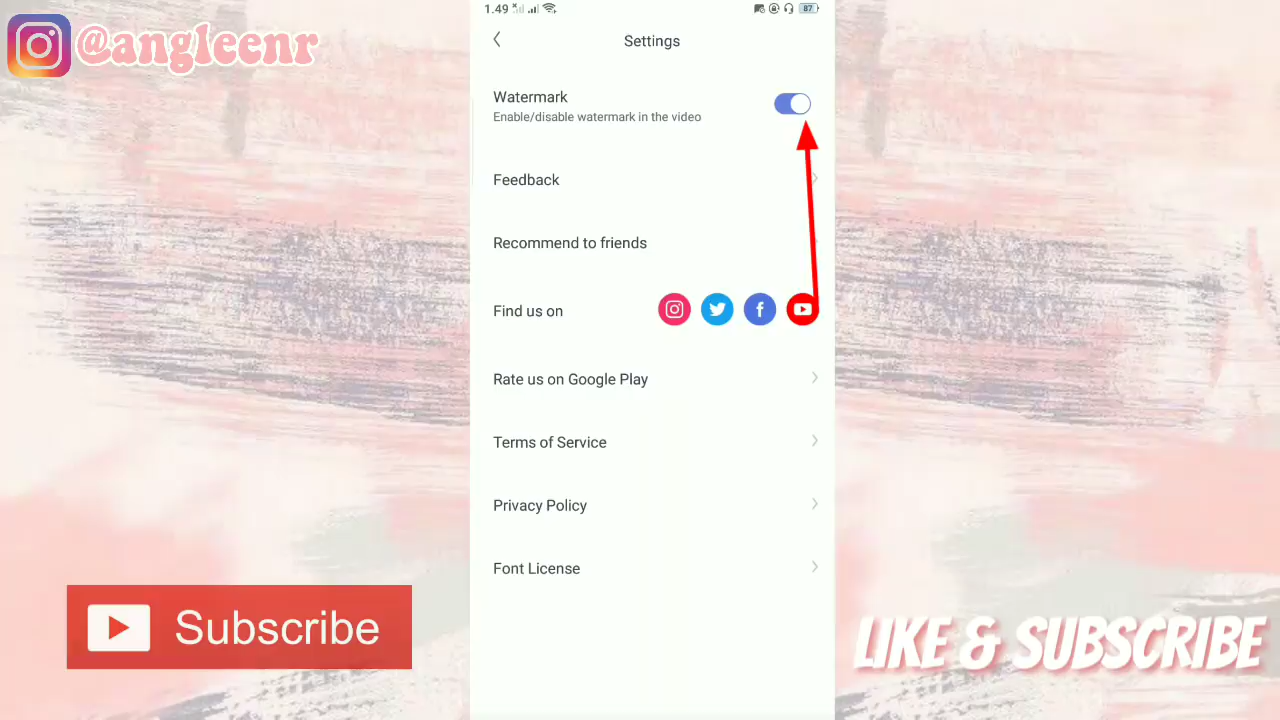 @angleenr
1.49
87
Settings
Watermark
Enable/disable watermark in the video
Feedback
Recommend to friends
Find us on
Rate us on Google Play
Terms of Service
Privacy Policy
Font License
Subscribe
LIKE & SUBSCRIBE